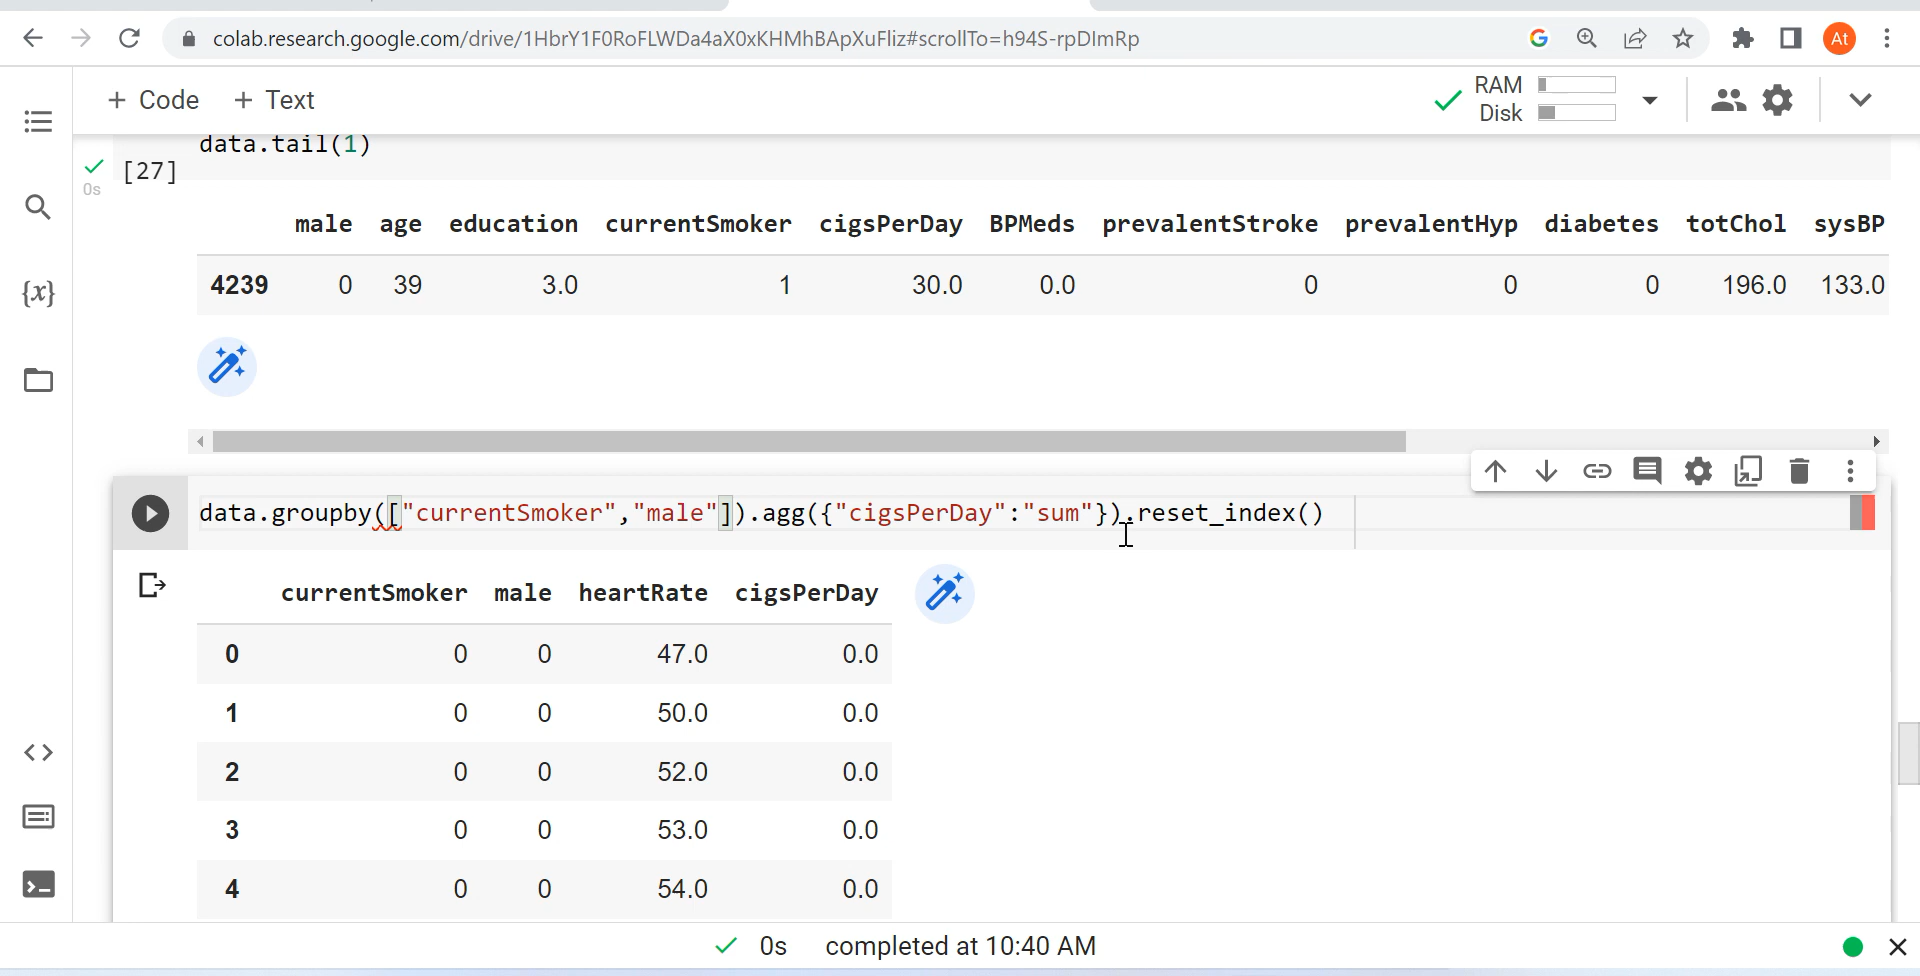 colab.research.google.com/drive/1HbrY1F0RoFLWDa4aX0xKHMhBApXuFliz#scrollTo=h94S-rpDImRp
At
+ Code + Text
RAM
Disk
data.tail(1)
[27]
0s
male age education currentSmoker cigsPerDay BPMeds prevalentStroke prevalentHyp diabetes totChol sysBP
4239 0 39 3.0 1 30.0 0.0 0 0 0 196.0 133.0
{x}
data.groupby(["currentSmoker","male"]).agg({"cigsPerDay":"sum"}).reset_index()
currentSmoker male heartRate cigsPerDay
0 0 0 47.0 0.0
1 0 0 50.0 0.0
2 0 0 52.0 0.0
3 0 0 53.0 0.0
4 0 0 54.0 0.0
0s completed at 10:40 AM